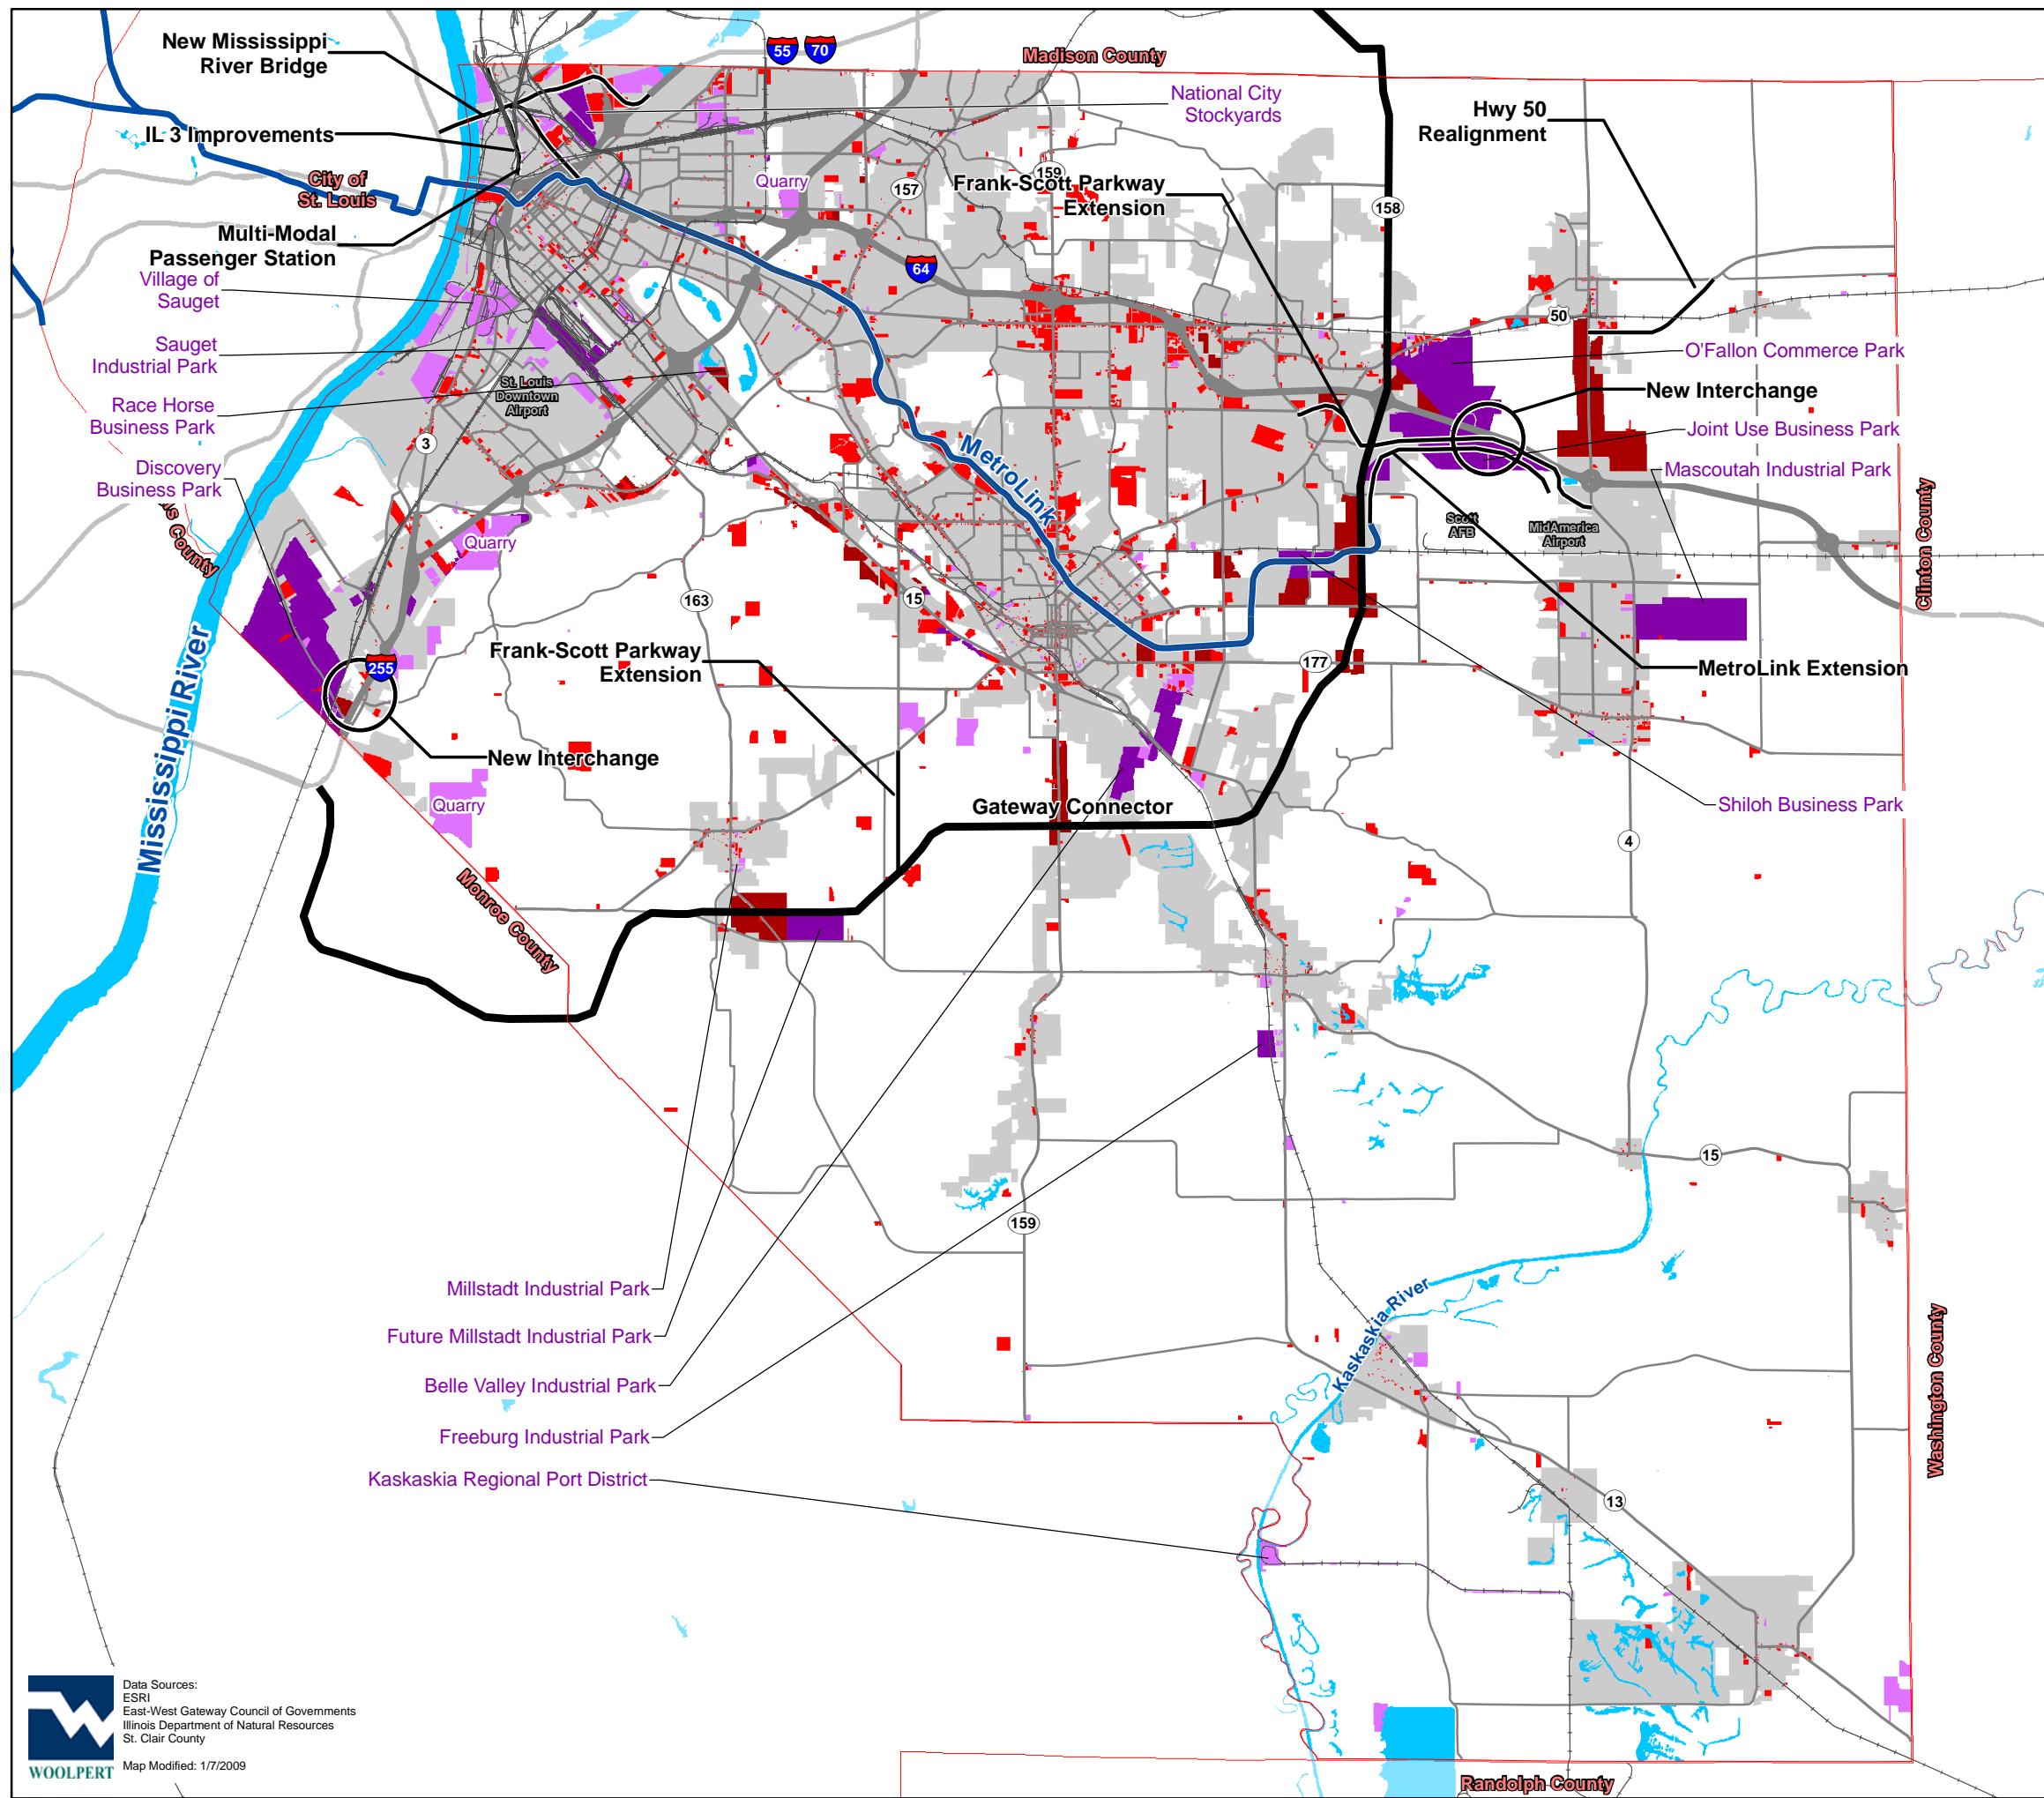 New Mississippi
River Bridge
55
70
Madison County
National City
Stockyards
Hwy 50
Realignment
IL 3 Improvements
City of
St. Louis
Quarry
157
159
Frank-Scott Parkway
Extension
158
Multi-Modal
Passenger Station
64
Village of
Sauget
50
Sauget
Industrial Park
O'Fallon Commerce Park
St. Louis
Downtown
Airport
New Interchange
Race Horse
Business Park
3
Joint Use Business Park
MetroLink
Discovery
Business Park
Mascoutah Industrial Park
County
Quarry
Scott
AFB
MidAmerica
Airport
Clinton County
163
15
Frank-Scott Parkway
Extension
255
177
MetroLink Extension
Mississippi River
New Interchange
Quarry
Gateway Connector
Shiloh Business Park
4
Monroe County
15
159
Millstadt Industrial Park
Future Millstadt Industrial Park
Belle Valley Industrial Park
Freeburg Industrial Park
Kaskaskia Regional Port District
Kaskaskia River
Washington County
13
Data Sources:
ESRI
East-West Gateway Council of Governments
Illinois Department of Natural Resources
St. Clair County
Map Modified: 1/7/2009
WOOLPERT
Randolph County